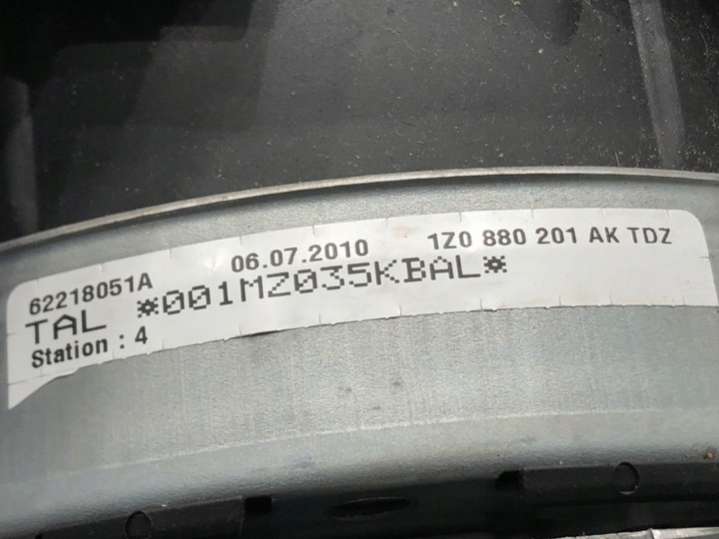 62218051A 06.07.2010 1Z0 880 201 AK TDZ
TAL *001MZ035KBAL*
Station : 4